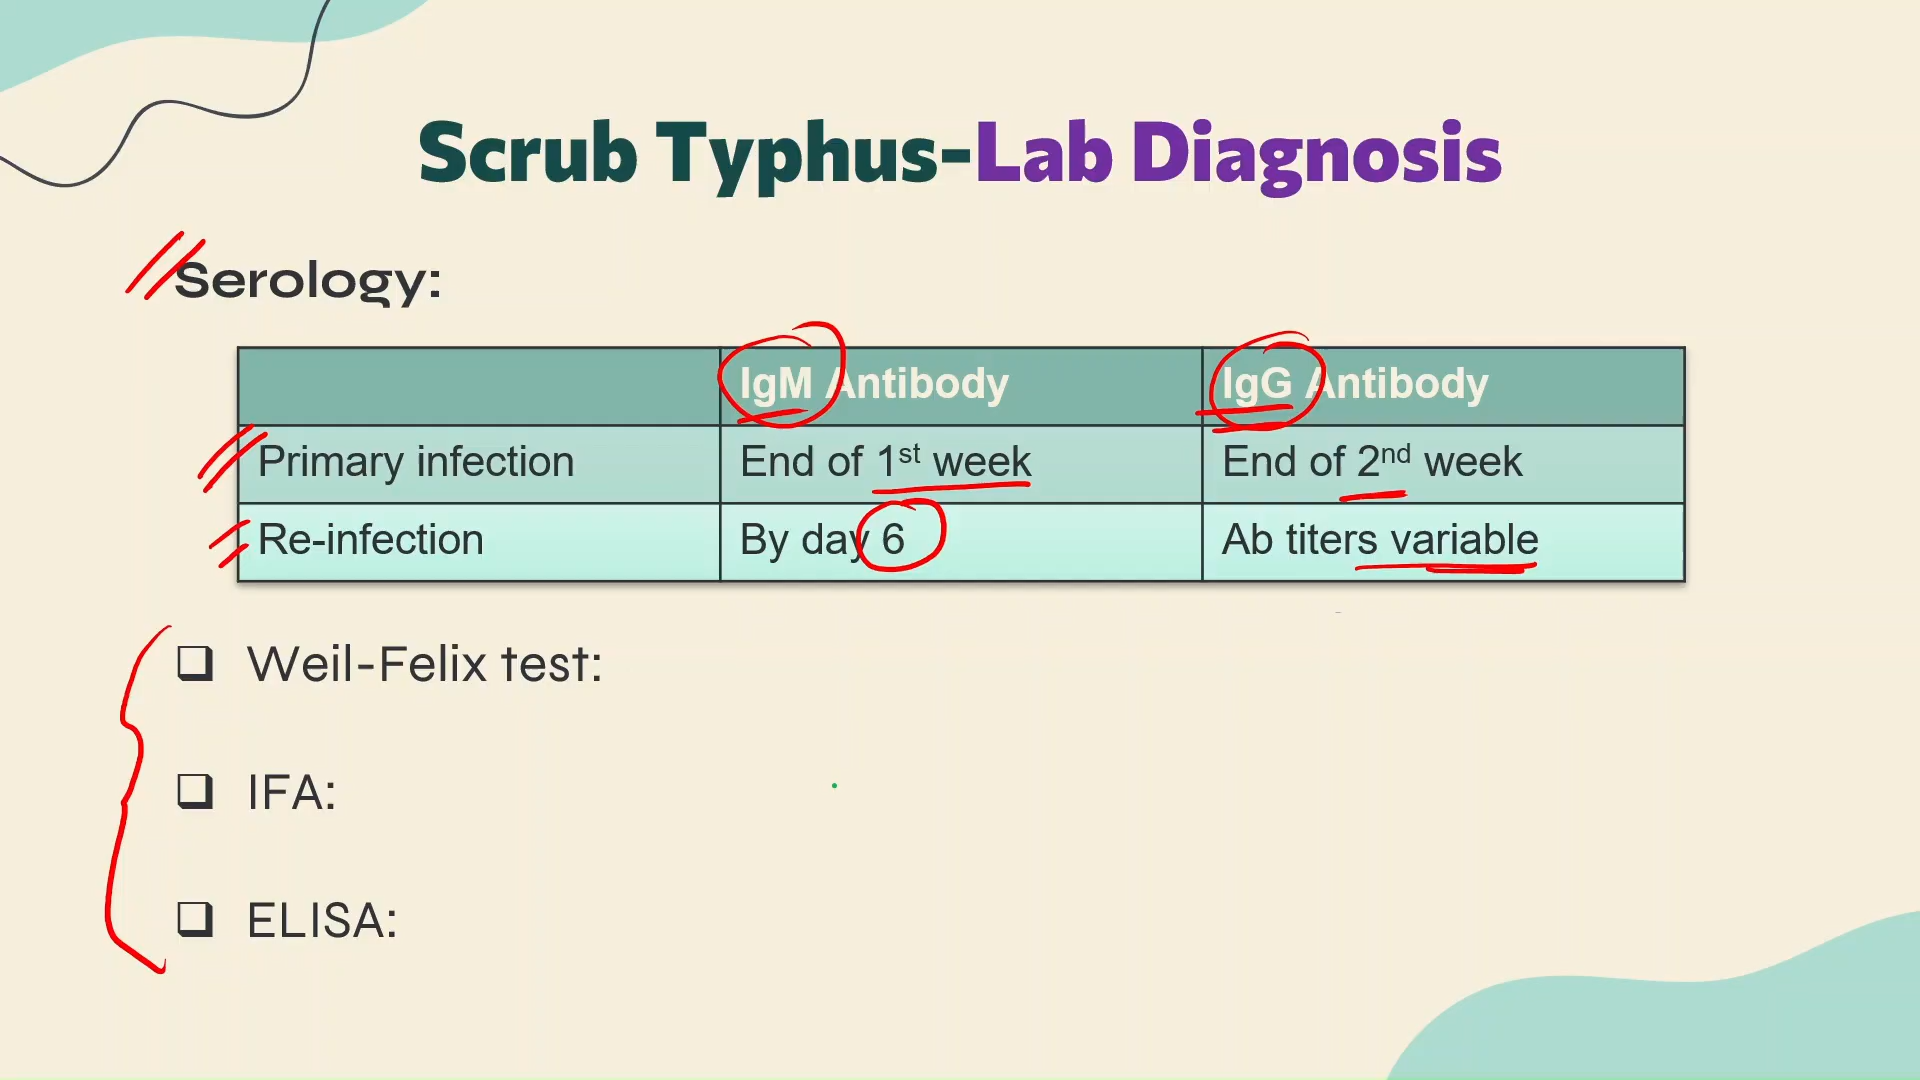 Scrub Typhus-Lab Diagnosis
Serology:
IgM Antibody IgG Antibody
Primary infection End of 1st week End of 2nd week
Re-infection By day 6 Ab titers variable
❑ Weil-Felix test:
❑ IFA:
❑ ELISA: